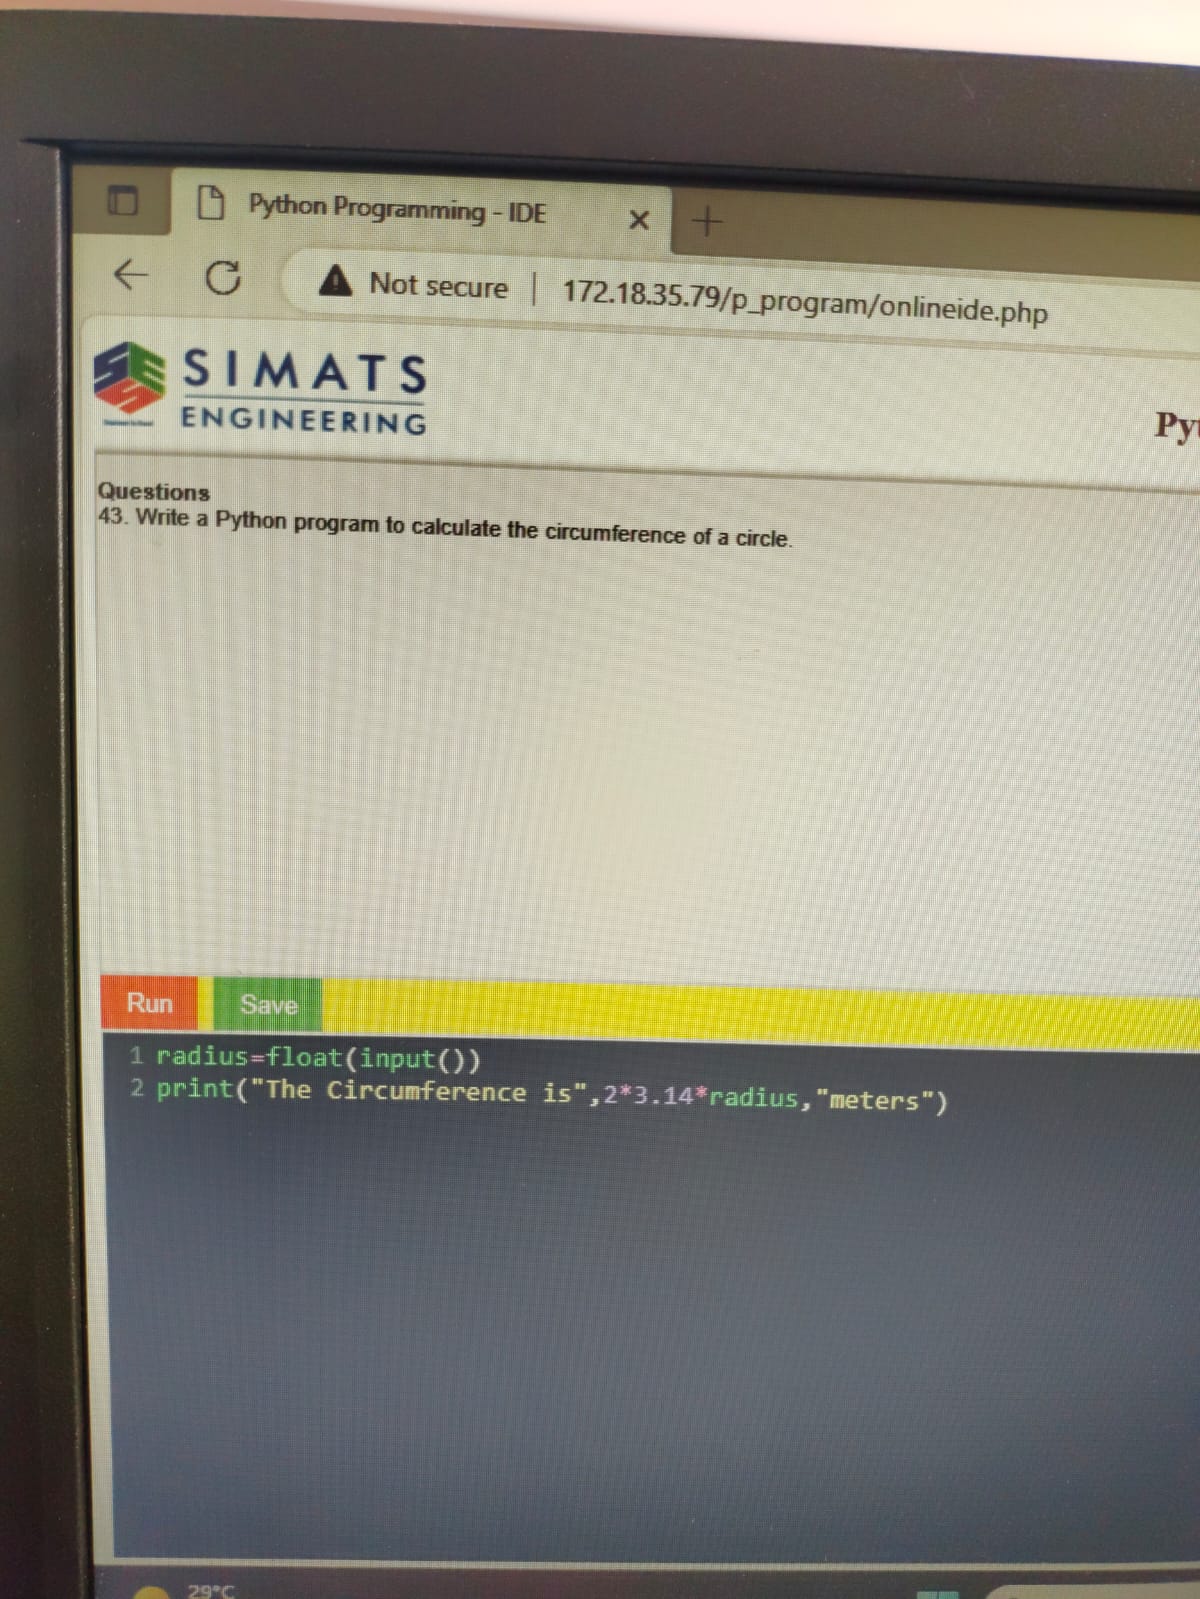 Python Programming - IDE
Not secure | 172.18.35.79/p_program/onlineide.php
SIMATS
ENGINEERING
Questions
43. Write a Python program to calculate the circumference of a circle.
Run Save
1 radius=float(input())
2 print("The Circumference is",2*3.14*radius,"meters")
29°C